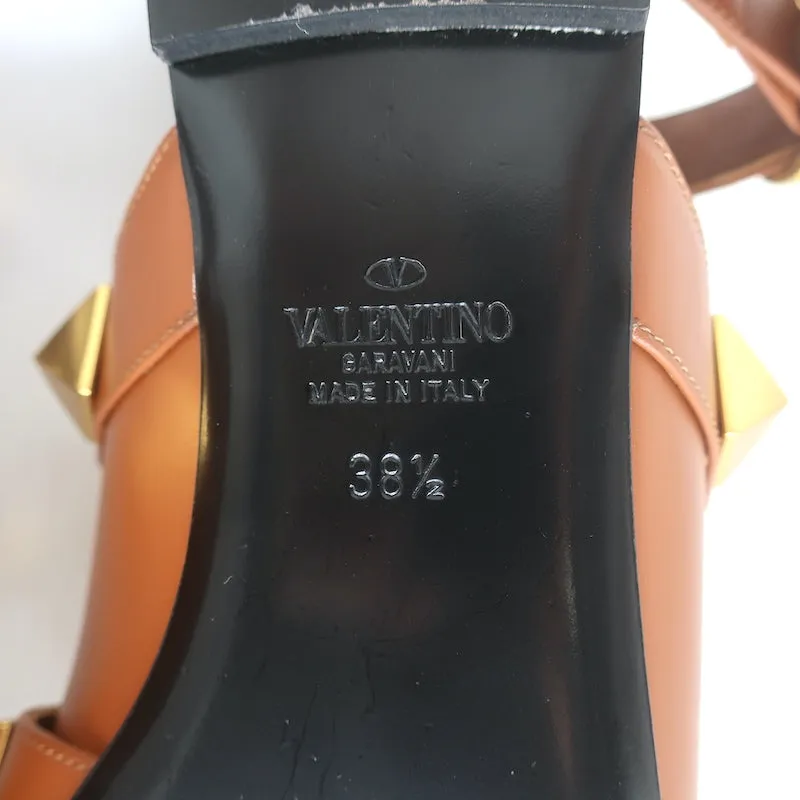 V
VALENTINO
GARAVANI
MADE IN ITALY
38½